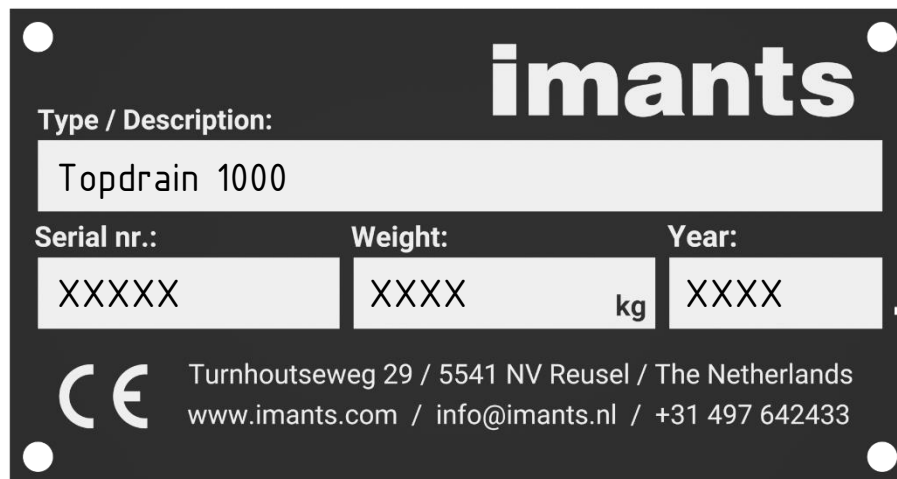 imants
Type / Description:
Topdrain 1000
Serial nr.: Weight: Year:
XXXXX XXXX kg XXXX
CE Turnhoutseweg 29 / 5541 NV Reusel / The Netherlands
www.imants.com / info@imants.nl / +31 497 642433